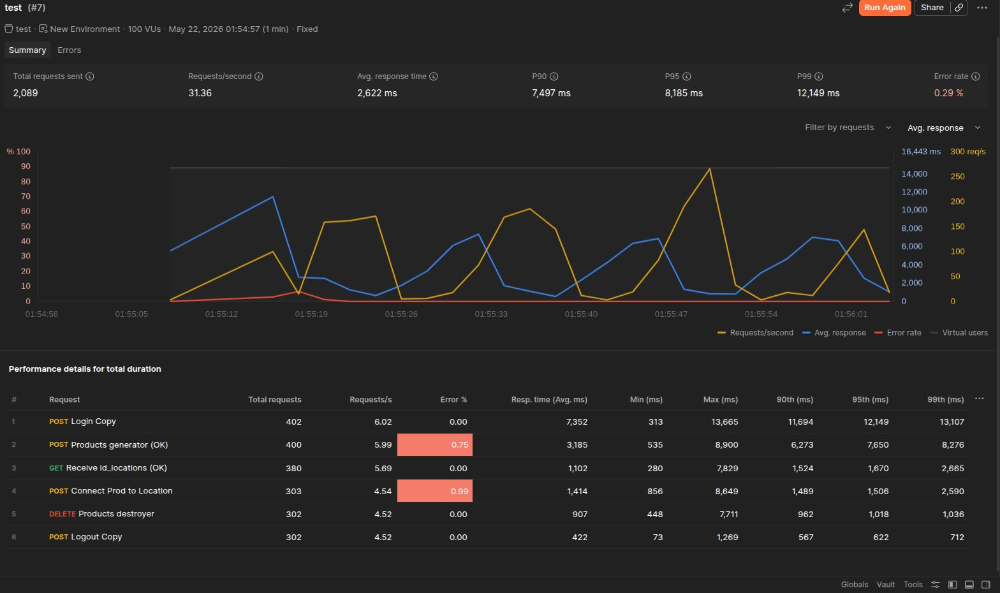 test (#7) Run Again Share
test · New Environment · 100 VUs · May 22, 2026 01:54:57 (1 min) · Fixed
Summary Errors
Total requests sent Requests/second Avg. response time P90 P95 P99 Error rate
2,089 31.36 2,622 ms 7,497 ms 8,185 ms 12,149 ms 0.29 %
Filter by requests Avg. response
% 100 16,443 ms 300 req/s
90
80 14,000 250
70 12,000
60 10,000 200
50 8,000 150
40 6,000 100
30
20 4,000 50
10 2,000
0 0 0
01:54:58 01:55:05 01:55:12 01:55:19 01:55:26 01:55:33 01:55:40 01:55:47 01:55:54 01:56:01
Requests/second Avg. response Error rate Virtual users
Performance details for total duration
# Request Total requests Requests/s Error % Resp. time (Avg. ms) Min (ms) Max (ms) 90th (ms) 95th (ms) 99th (ms)
1 POST Login Copy 402 6.02 0.00 7,352 313 13,665 11,694 12,149 13,107
2 POST Products generator (OK) 400 5.99 0.75 3,185 535 8,900 6,273 7,650 8,276
3 GET Receive id_locations (OK) 380 5.69 0.00 1,102 280 7,829 1,524 1,670 2,665
4 POST Connect Prod to Location 303 4.54 0.99 1,414 856 8,649 1,489 1,506 2,590
5 DELETE Products destroyer 302 4.52 0.00 907 448 7,711 962 1,018 1,036
6 POST Logout Copy 302 4.52 0.00 422 73 1,269 567 622 712
Globals Vault Tools